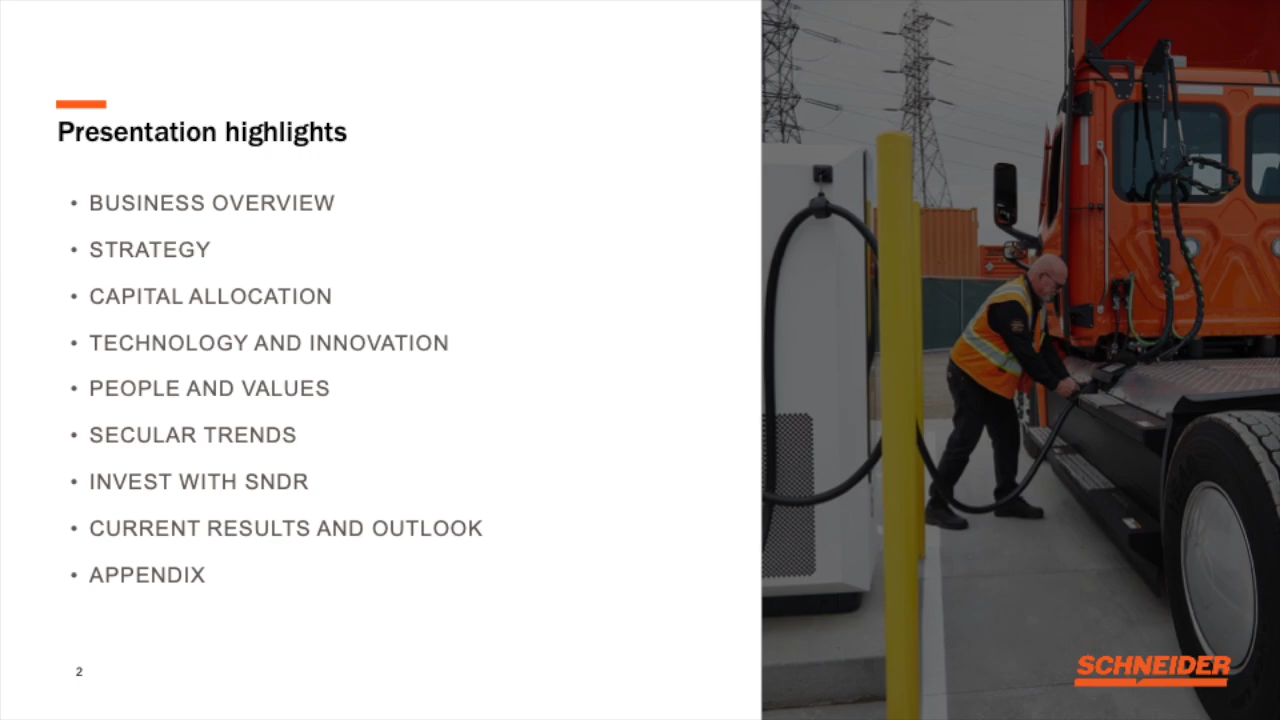 Presentation highlights
• BUSINESS OVERVIEW
• STRATEGY
• CAPITAL ALLOCATION
• TECHNOLOGY AND INNOVATION
• PEOPLE AND VALUES
• SECULAR TRENDS
• INVEST WITH SNDR
• CURRENT RESULTS AND OUTLOOK
• APPENDIX
2
SCHNEIDER